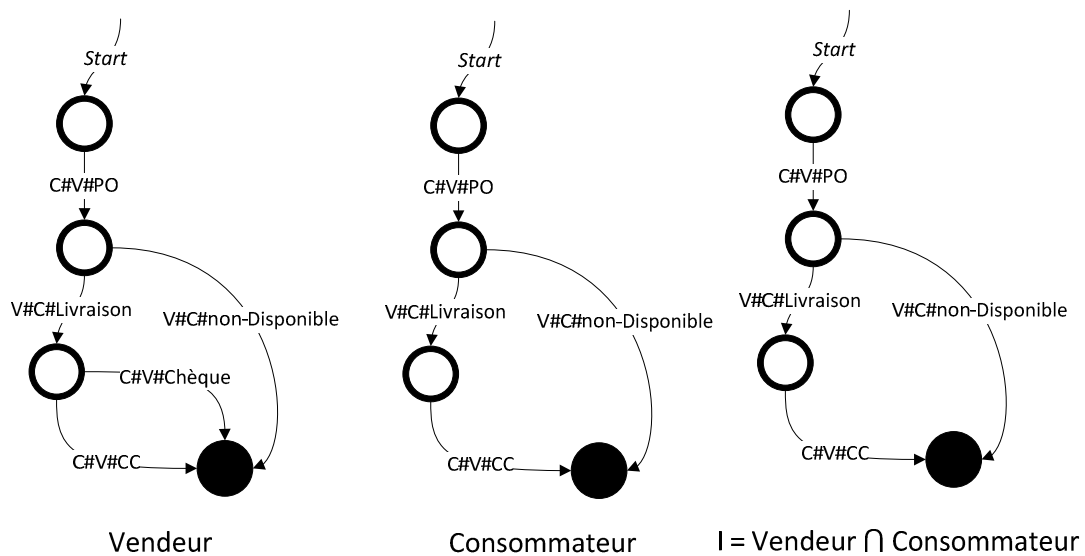 Start
C#V#PO
V#C#Livraison
V#C#non-Disponible
C#V#Chèque
C#V#CC
Vendeur
Start
C#V#PO
V#C#Livraison
V#C#non-Disponible
C#V#CC
Consommateur
Start
C#V#PO
V#C#Livraison
V#C#non-Disponible
C#V#CC
I = Vendeur ⋂ Consommateur